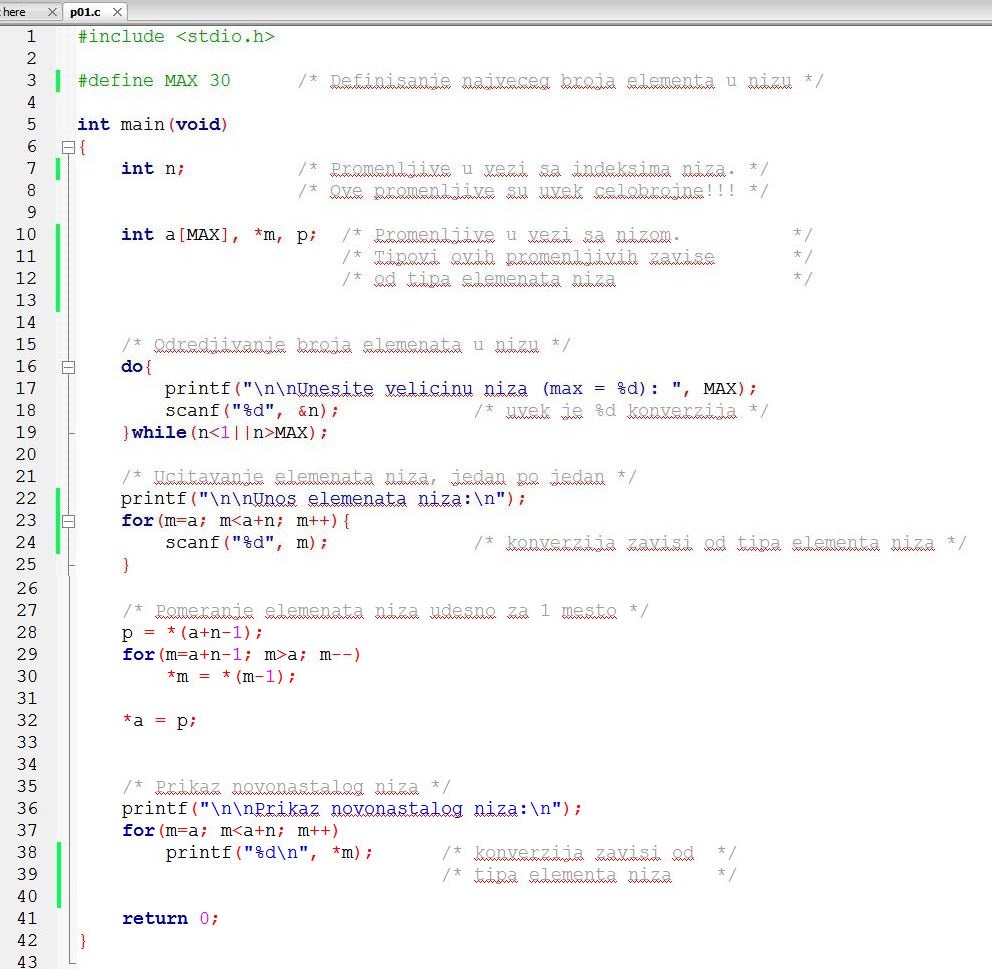 here p01.c
1 #include <stdio.h>
2
3 #define MAX 30 /* Definisanje najveceg broja elementa u nizu */
4
5 int main(void)
6 {
7 int n; /* Promenljive u vezi sa indeksima niza. */
8 /* Ove promenljive su uvek celobrojne!!! */
9
10 int a[MAX], *m, p; /* Promenljive u vezi sa nizom. */
11 /* Tipovi ovih promenljivih zavise */
12 /* od tipa elemenata niza */
13
14
15 /* Odredjivanje broja elemenata u nizu */
16 do{
17 printf("\n\nUnesite velicinu niza (max = %d): ", MAX);
18 scanf("%d", &n); /* uvek je %d konverzija */
19 }while(n<1||n>MAX);
20
21 /* Ucitavanje elemenata niza, jedan po jedan */
22 printf("\n\nUnos elemenata niza:\n");
23 for(m=a; m<a+n; m++){
24 scanf("%d", m); /* konverzija zavisi od tipa elementa niza */
25 }
26
27 /* Pomeranje elemenata niza udesno za 1 mesto */
28 p = *(a+n-1);
29 for(m=a+n-1; m>a; m--)
30 *m = *(m-1);
31
32 *a = p;
33
34
35 /* Prikaz novonastalog niza */
36 printf("\n\nPrikaz novonastalog niza:\n");
37 for(m=a; m<a+n; m++)
38 printf("%d\n", *m); /* konverzija zavisi od */
39 /* tipa elementa niza */
40
41 return 0;
42 }
43